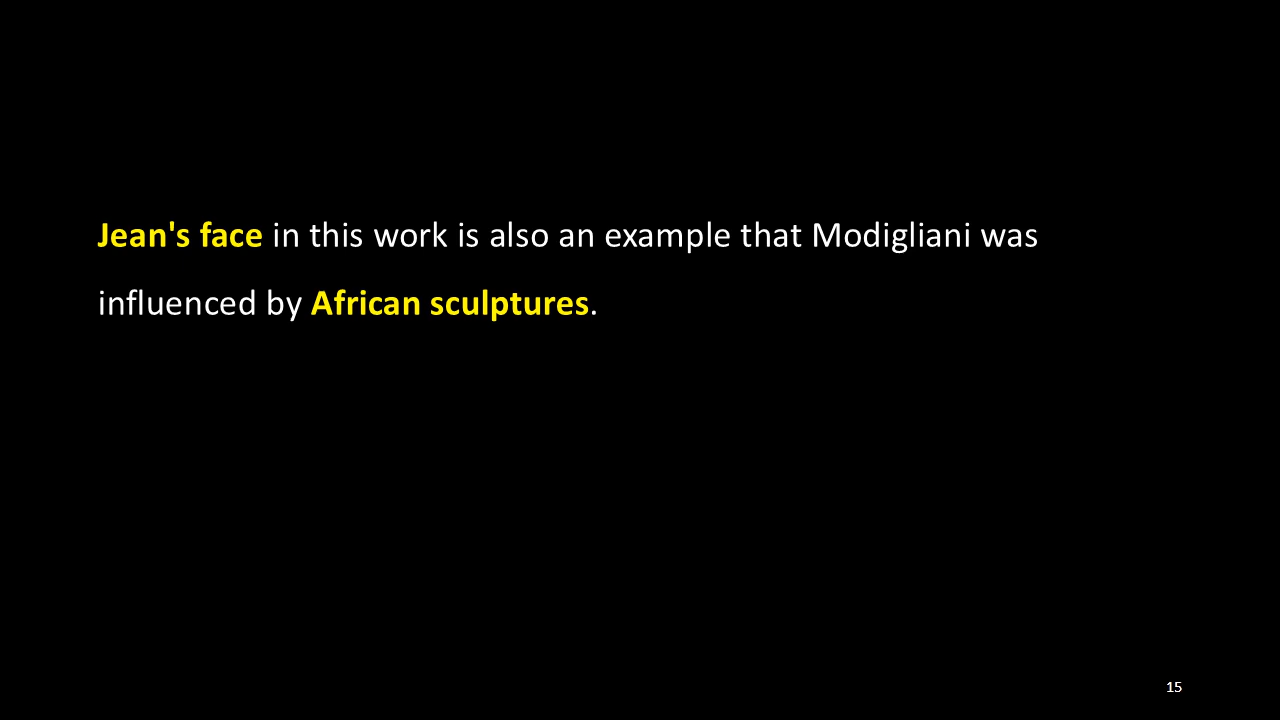 Jean's face in this work is also an example that Modigliani was
influenced by African sculptures.
15